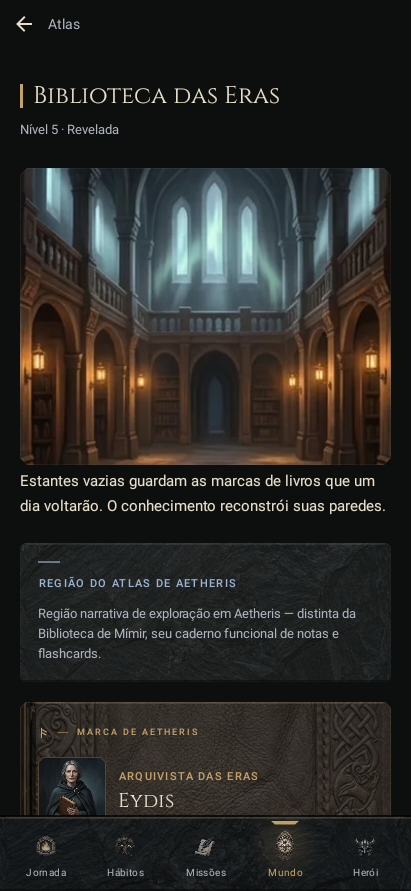 Atlas
Biblioteca das Eras
Nível 5 · Revelada
Estantes vazias guardam as marcas de livros que um
dia voltarão. O conhecimento reconstrói suas paredes.
REGIÃO DO ATLAS DE AETHERIS
Região narrativa de exploração em Aetheris — distinta da
Biblioteca de Mímir, seu caderno funcional de notas e
flashcards.
ᚨ — MARCA DE AETHERIS
ARQUIVISTA DAS ERAS
Eydis
Jornada Hábitos Missões Mundo Herói